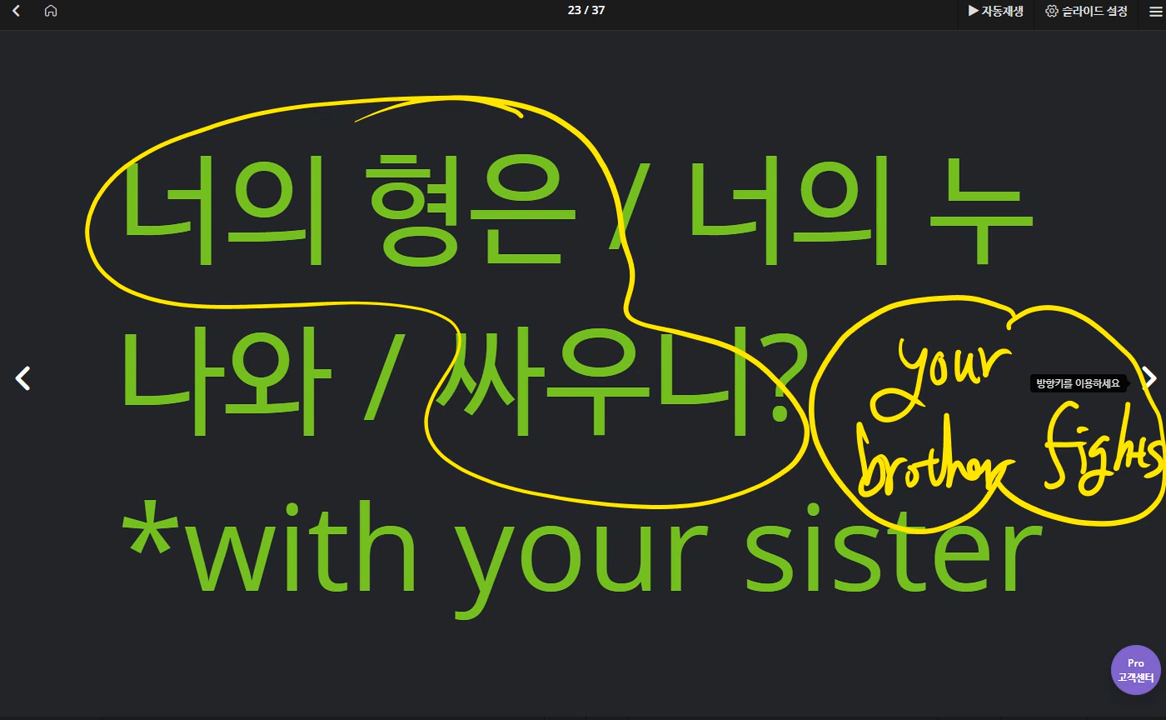 23 / 37
자동재생
슬라이드 설정
너의 형은 / 너의 누
나와 / 싸우니?
your
brother fights
방향키를 이용하세요
*with your sister
Pro
고객센터